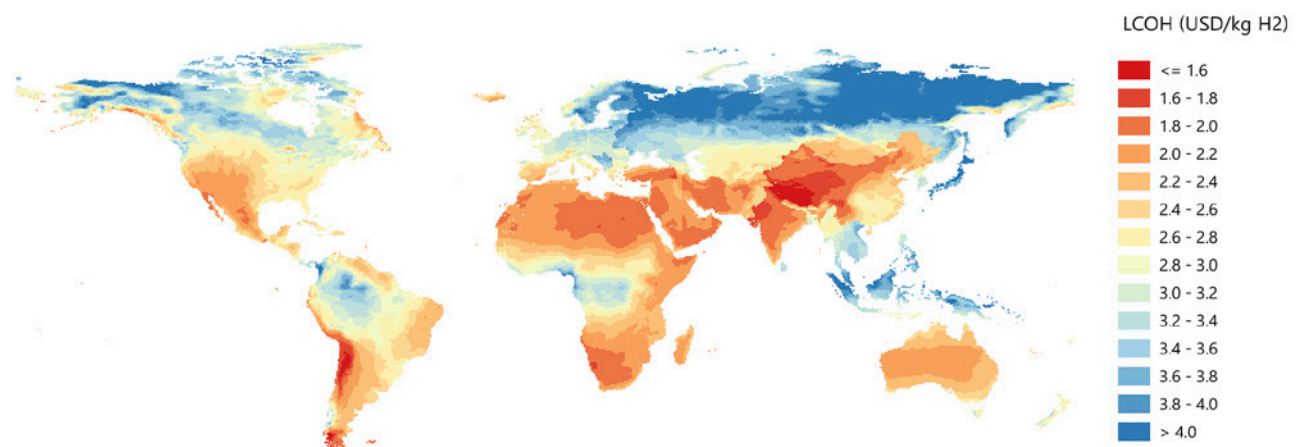 LCOH (USD/kg H2)
<= 1.6
1.6 - 1.8
1.8 - 2.0
2.0 - 2.2
2.2 - 2.4
2.4 - 2.6
2.6 - 2.8
2.8 - 3.0
3.0 - 3.2
3.2 - 3.4
3.4 - 3.6
3.6 - 3.8
3.8 - 4.0
> 4.0